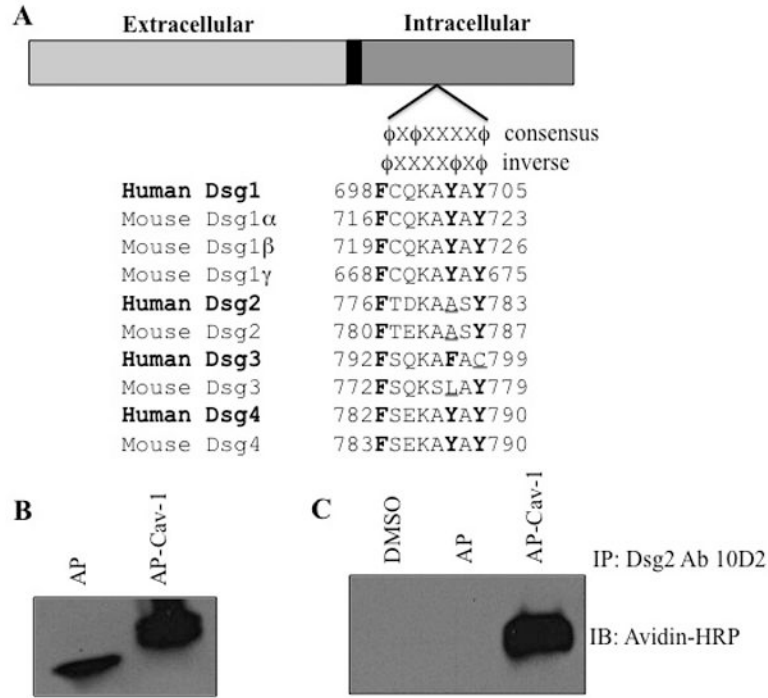 A
Extracellular
Intracellular
ϕXϕXXXXϕ consensus
ϕXXXXϕXϕ inverse
Human Dsg1 698FCQKAYAY705
Mouse Dsg1α 716FCQKAYAY723
Mouse Dsg1β 719FCQKAYAY726
Mouse Dsg1γ 668FCQKAYAY675
Human Dsg2 776FTDKAASY783
Mouse Dsg2 780FTEKAASY787
Human Dsg3 792FSQKAFAC799
Mouse Dsg3 772FSQKSLAY779
Human Dsg4 782FSEKAYAY790
Mouse Dsg4 783FSEKAYAY790
B
AP
AP-Cav-1
C
DMSO
AP
AP-Cav1
IP: Dsg2 Ab 10D2
IB: Avidin-HRP